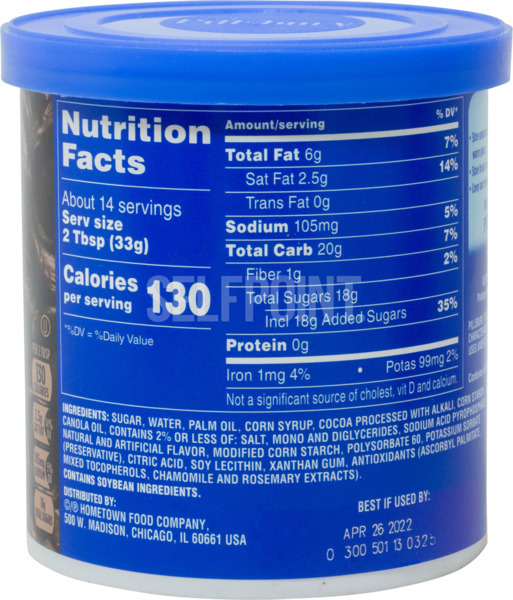 Pillsbury
Nutrition
Facts
About 14 servings
Serv size
2 Tbsp (33g)
Calories
per serving 130
*%DV = %Daily Value
Amount/serving % DV*
Total Fat 6g 7%
Sat Fat 2.5g 14%
Trans Fat 0g
Sodium 105mg 5%
Total Carb 20g 7%
Fiber 1g 2%
Total Sugars 18g
Incl 18g Added Sugars 35%
Protein 0g
Iron 1mg 4% • Potas 99mg 2%
Not a significant source of cholest, vit D and calcium.
SELFPOINT
INGREDIENTS: SUGAR, WATER, PALM OIL, CORN SYRUP, COCOA PROCESSED WITH ALKALI, CORN STARCH,
CANOLA OIL, CONTAINS 2% OR LESS OF: SALT, MONO AND DIGLYCERIDES, SODIUM ACID PYROPHOSPHATE,
NATURAL AND ARTIFICIAL FLAVOR, MODIFIED CORN STARCH, POLYSORBATE 60, POTASSIUM SORBATE
(PRESERVATIVE), CITRIC ACID, SOY LECITHIN, XANTHAN GUM, ANTIOXIDANTS (ASCORBYL PALMITATE,
MIXED TOCOPHEROLS, CHAMOMILE AND ROSEMARY EXTRACTS).
CONTAINS SOYBEAN INGREDIENTS.
DISTRIBUTED BY:
©/® HOMETOWN FOOD COMPANY,
500 W. MADISON, CHICAGO, IL 60661 USA
BEST IF USED BY:
APR 26 2022
0 300 501 13 0325
PER 2 TBSP
130